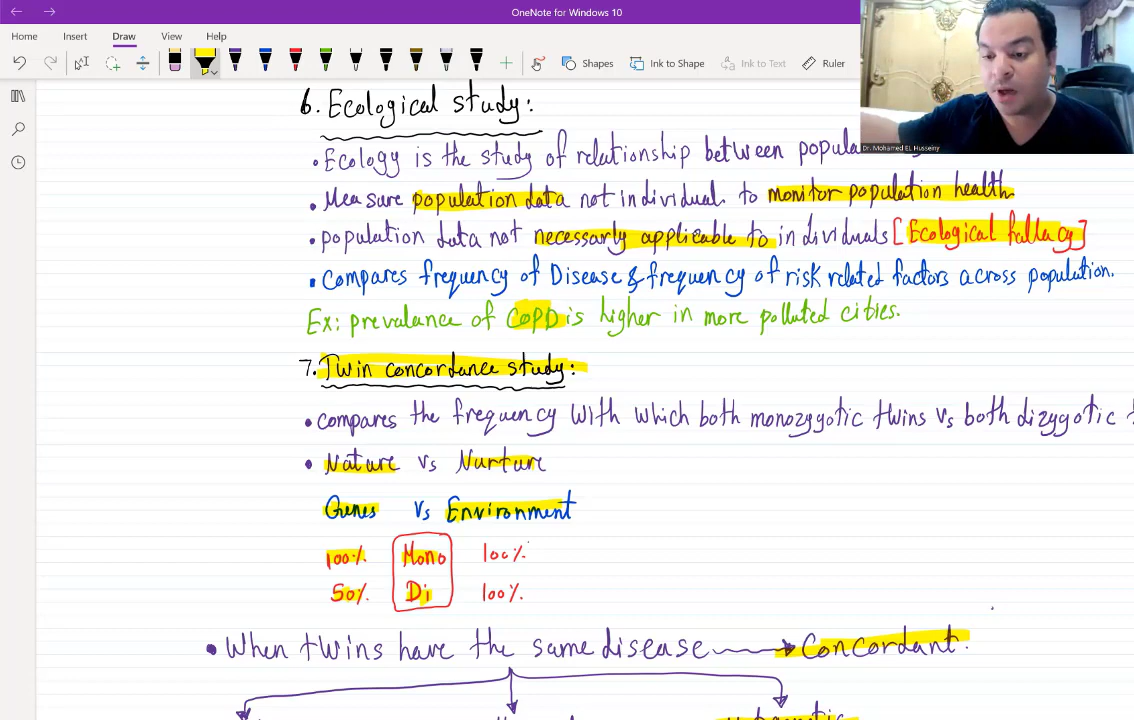 OneNote for Windows 10
Home Insert Draw View Help
Shapes Ink to Shape Ink to Text Ruler
Dr. Mohamed EL Husseiny
6. Ecological study:
• Ecology is the study of relationship between popula
• Measure population data not individual to monitor population health
• population data not necessarly applicable to individuals [Ecological fallacy]
• Compares frequency of Disease & frequency of risk related factors across population.
Ex: prevalance of COPD is higher in more polluted cities.
7. Twin concordance study:
• compares the frequency with which both monozygotic twins vs both dizygotic t
• Nature vs Nurture
Genes Vs Environment
100% Mono 100%
50% Di 100%
• When twins have the same disease → Concordant.